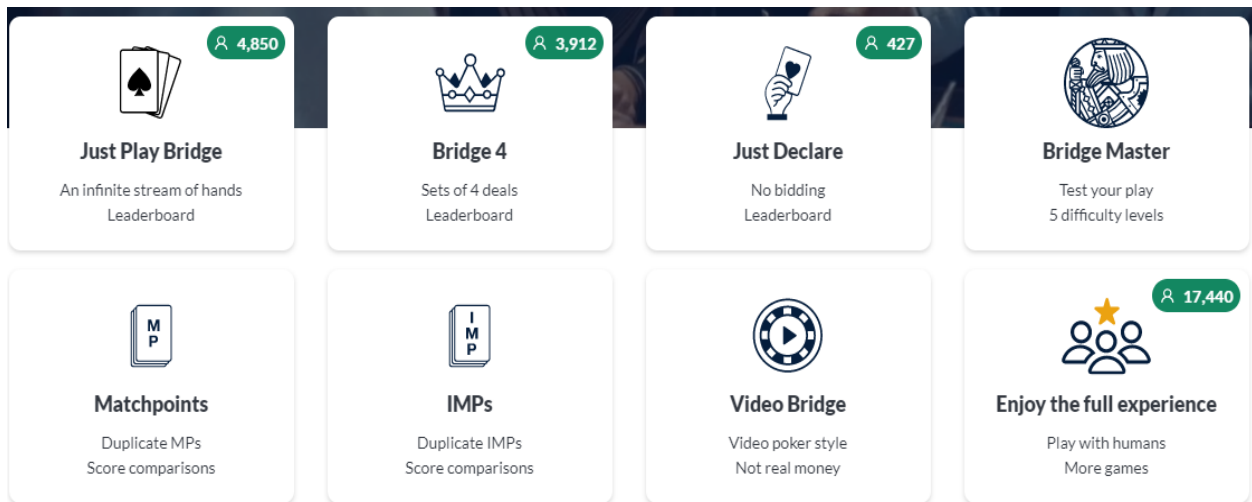 4,850
Just Play Bridge
An infinite stream of hands
Leaderboard
3,912
Bridge 4
Sets of 4 deals
Leaderboard
427
Just Declare
No bidding
Leaderboard
Bridge Master
Test your play
5 difficulty levels
M
P
Matchpoints
Duplicate MPs
Score comparisons
I
M
P
IMPs
Duplicate IMPs
Score comparisons
Video Bridge
Video poker style
Not real money
17,440
Enjoy the full experience
Play with humans
More games